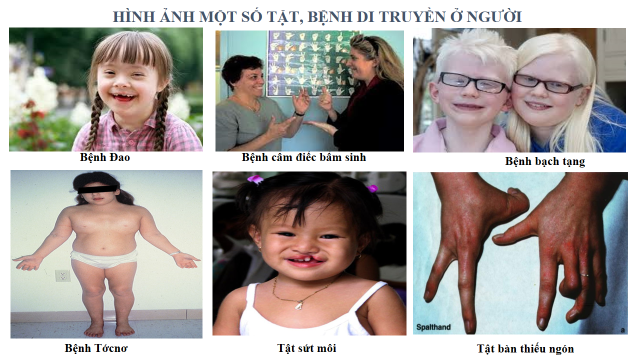 HÌNH ẢNH MỘT SỐ TẬT, BỆNH DI TRUYỀN Ở NGƯỜI
Bệnh Đao
Bệnh câm điếc bâm sinh
Bệnh bạch tạng
Spalthand
a
Bệnh Tớcnơ
Tật sứt môi
Tật bàn thiếu ngón